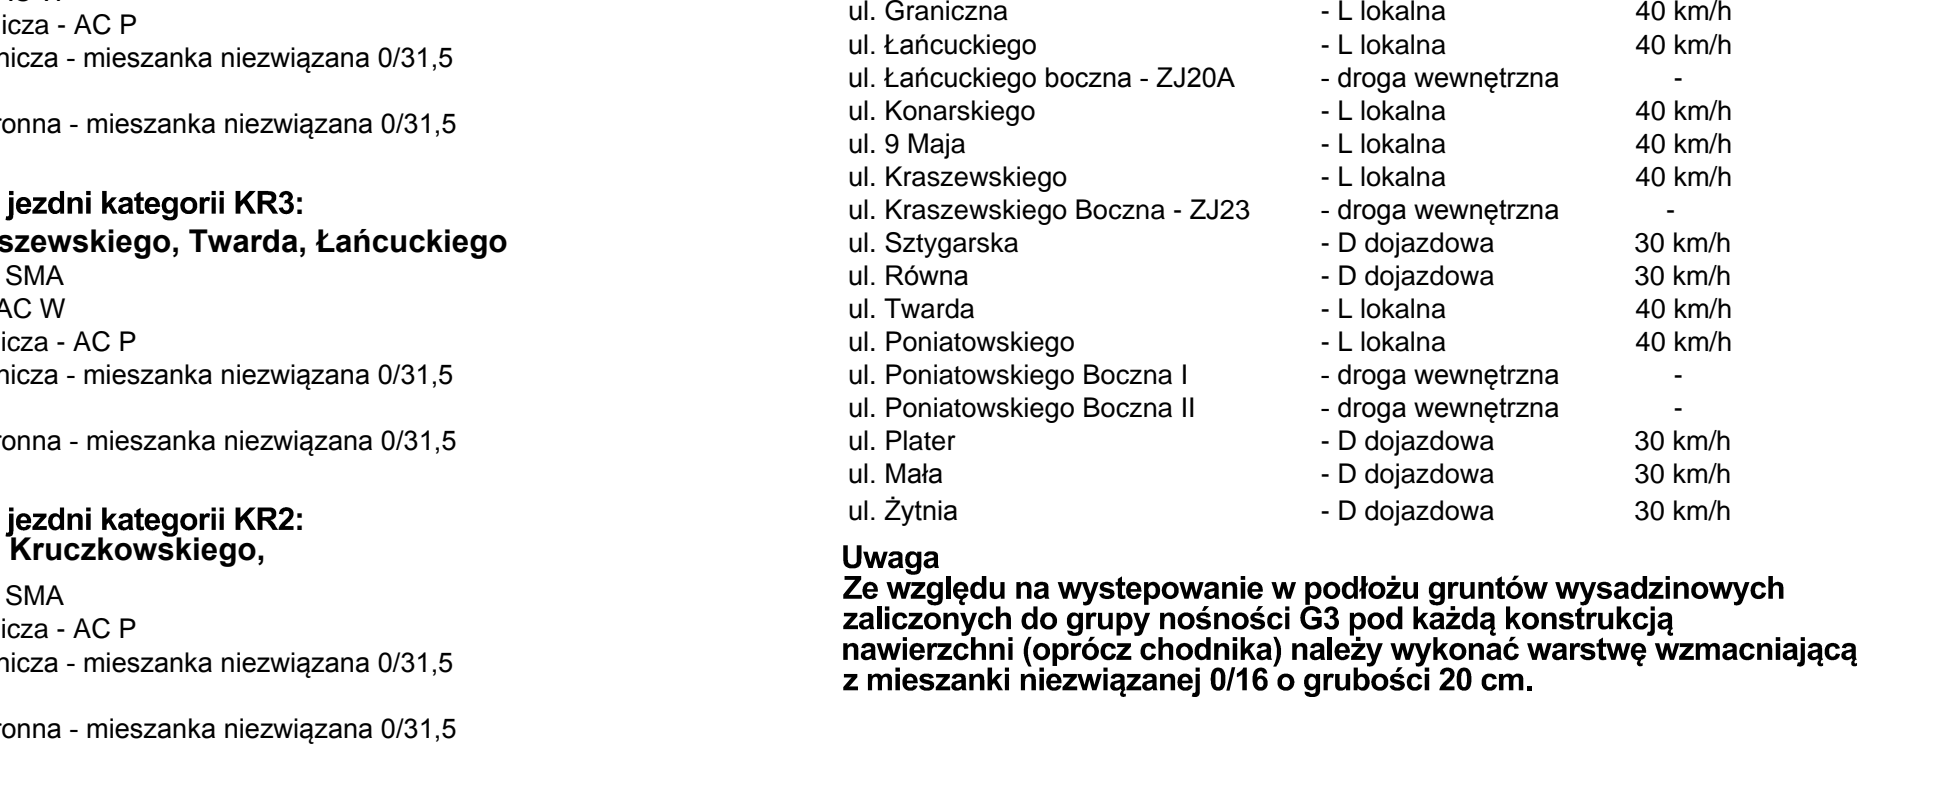 icza - AC P
nicza - mieszanka niezwiązana 0/31,5
ronna - mieszanka niezwiązana 0/31,5
jezdni kategorii KR3:
szewskiego, Twarda, Łańcuckiego
SMA
AC W
icza - AC P
nicza - mieszanka niezwiązana 0/31,5
ronna - mieszanka niezwiązana 0/31,5
jezdni kategorii KR2:
Kruczkowskiego,
SMA
icza - AC P
nicza - mieszanka niezwiązana 0/31,5
ronna - mieszanka niezwiązana 0/31,5
ul. Graniczna - L lokalna 40 km/h
ul. Łańcuckiego - L lokalna 40 km/h
ul. Łańcuckiego boczna - ZJ20A - droga wewnętrzna -
ul. Konarskiego - L lokalna 40 km/h
ul. 9 Maja - L lokalna 40 km/h
ul. Kraszewskiego - L lokalna 40 km/h
ul. Kraszewskiego Boczna - ZJ23 - droga wewnętrzna -
ul. Sztygarska - D dojazdowa 30 km/h
ul. Równa - D dojazdowa 30 km/h
ul. Twarda - L lokalna 40 km/h
ul. Poniatowskiego - L lokalna 40 km/h
ul. Poniatowskiego Boczna I - droga wewnętrzna -
ul. Poniatowskiego Boczna II - droga wewnętrzna -
ul. Plater - D dojazdowa 30 km/h
ul. Mała - D dojazdowa 30 km/h
ul. Żytnia - D dojazdowa 30 km/h
Uwaga
Ze względu na wystepowanie w podłożu gruntów wysadzinowych
zaliczonych do grupy nośności G3 pod każdą konstrukcją
nawierzchni (oprócz chodnika) należy wykonać warstwę wzmacniającą
z mieszanki niezwiązanej 0/16 o grubości 20 cm.